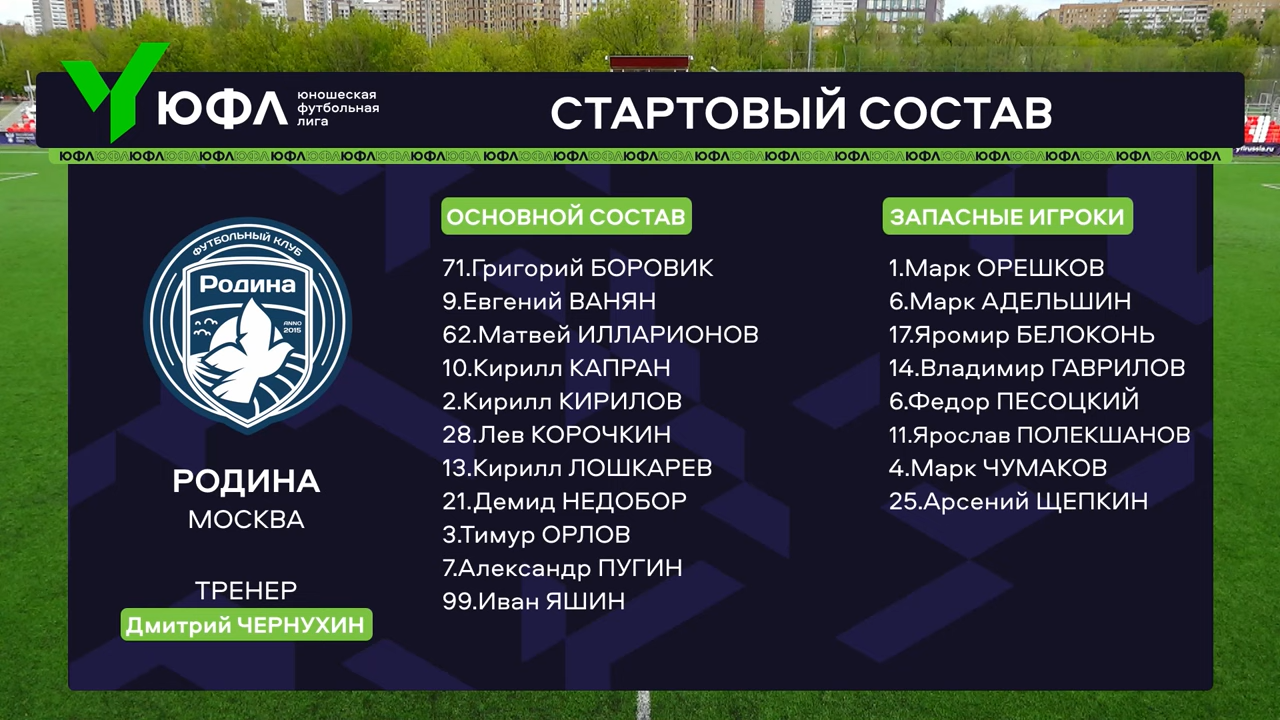 ЮФЛ
юношеская
футбольная
лига
СТАРТОВЫЙ СОСТАВ
ЮФЛЮФЛЮФЛЮФЛЮФЛЮФЛЮФЛЮФЛЮФЛЮФЛЮФЛЮФЛЮФЛЮФЛЮФЛЮФЛЮФЛЮФЛЮФЛЮФЛЮФЛЮФЛЮФЛЮФЛЮФЛЮФЛЮФЛЮФЛЮФЛЮФЛЮФЛЮФЛЮФЛ
ФУТБОЛЬНЫЙ КЛУБ
Родина
ANNO
2015
РОДИНА
МОСКВА
ТРЕНЕР
Дмитрий ЧЕРНУХИН
ОСНОВНОЙ СОСТАВ
71.Григорий БОРОВИК
9.Евгений ВАНЯН
62.Матвей ИЛЛАРИОНОВ
10.Кирилл КАПРАН
2.Кирилл КИРИЛОВ
28.Лев КОРОЧКИН
13.Кирилл ЛОШКАРЕВ
21.Демид НЕДОБОР
3.Тимур ОРЛОВ
7.Александр ПУГИН
99.Иван ЯШИН
ЗАПАСНЫЕ ИГРОКИ
1.Марк ОРЕШКОВ
6.Марк АДЕЛЬШИН
17.Яромир БЕЛОКОНЬ
14.Владимир ГАВРИЛОВ
6.Федор ПЕСОЦКИЙ
11.Ярослав ПОЛЕКШАНОВ
4.Марк ЧУМАКОВ
25.Арсений ЩЕПКИН